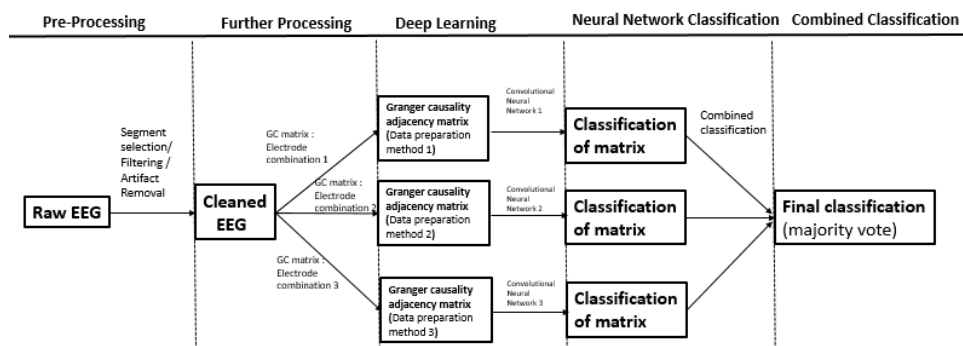 Pre-Processing
Further Processing
Deep Learning
Neural Network Classification
Combined Classification
Raw EEG
Segment
selection/
Filtering /
Artifact
Removal
Cleaned
EEG
GC matrix :
Electrode
combination 1
GC matrix :
Electrode
combination 2
GC matrix :
Electrode
combination 3
Granger causality
adjacency matrix
(Data preparation
method 1)
Granger causality
adjacency matrix
(Data preparation
method 2)
Granger causality
adjacency matrix
(Data preparation
method 3)
Convolutional
Neural
Network 1
Convolutional
Neural
Network 2
Convolutional
Neural
Network 3
Classification
of matrix
Classification
of matrix
Classification
of matrix
Combined
classification
Final classification
(majority vote)